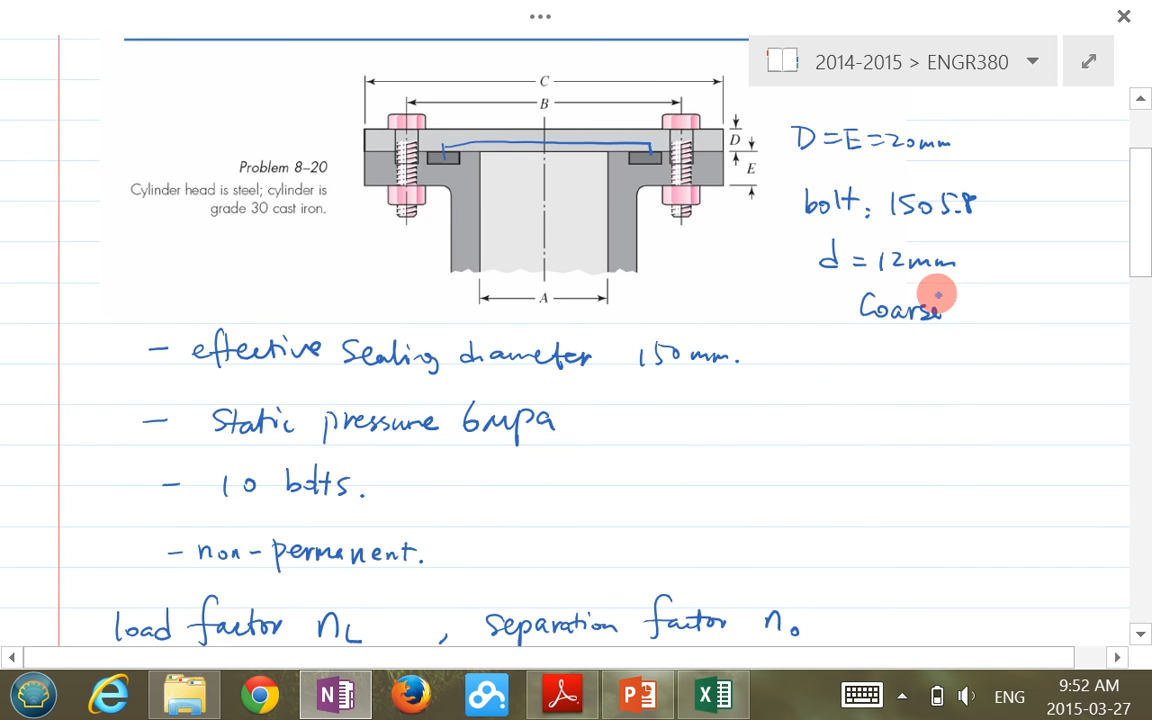 2014-2015 > ENGR380
C
B
D
E
A
Problem 8–20
Cylinder head is steel; cylinder is
grade 30 cast iron.
D = E = 20mm
bolt: ISO 5.8
d = 12mm
Coarse
- effective Sealing diameter 150mm.
- Static pressure 6mpa
- 10 bolts.
- non-permanent.
load factor nL , separation factor no
ENG
9:52 AM
2015-03-27